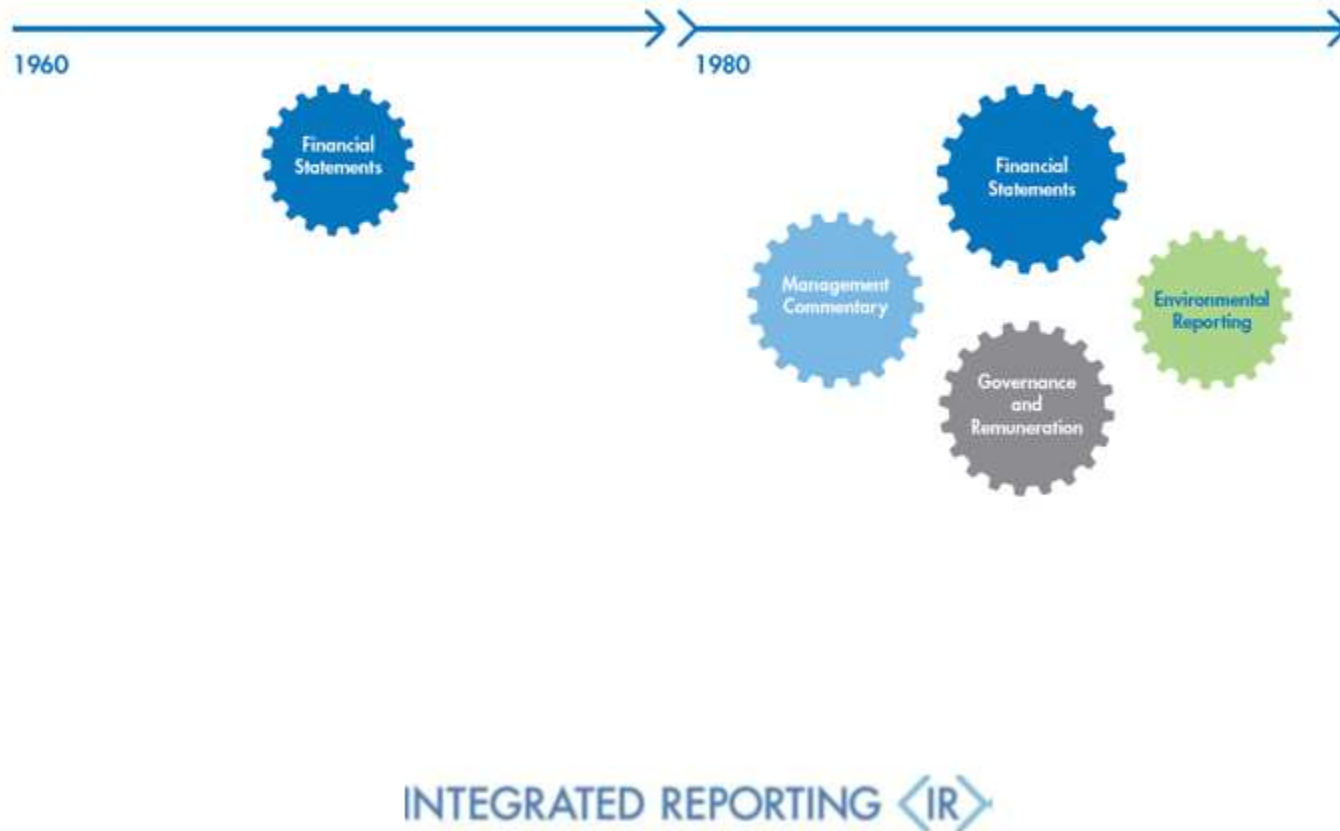 1960
1980
Financial
Statements
Financial
Statements
Management
Commentary
Environmental
Reporting
Governance
and
Remuneration
INTEGRATED REPORTING <IR>